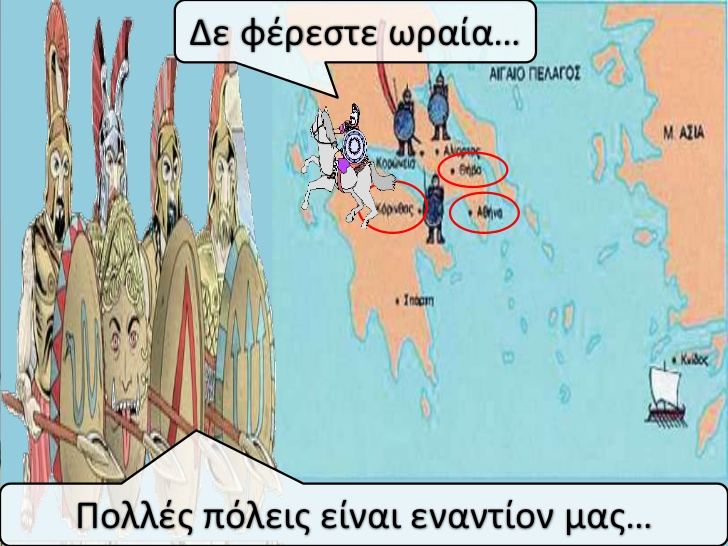 Δε φέρεστε ωραία…
ΑΙΓΑΙΟ ΠΕΛΑΓΟΣ
Μ. ΑΣΙΑ
Αλίαρτος
Κορώνεια
Θήβα
Κόρινθος
Αθήνα
Σπάρτη
Κνίδος
Πολλές πόλεις είναι εναντίον μας…